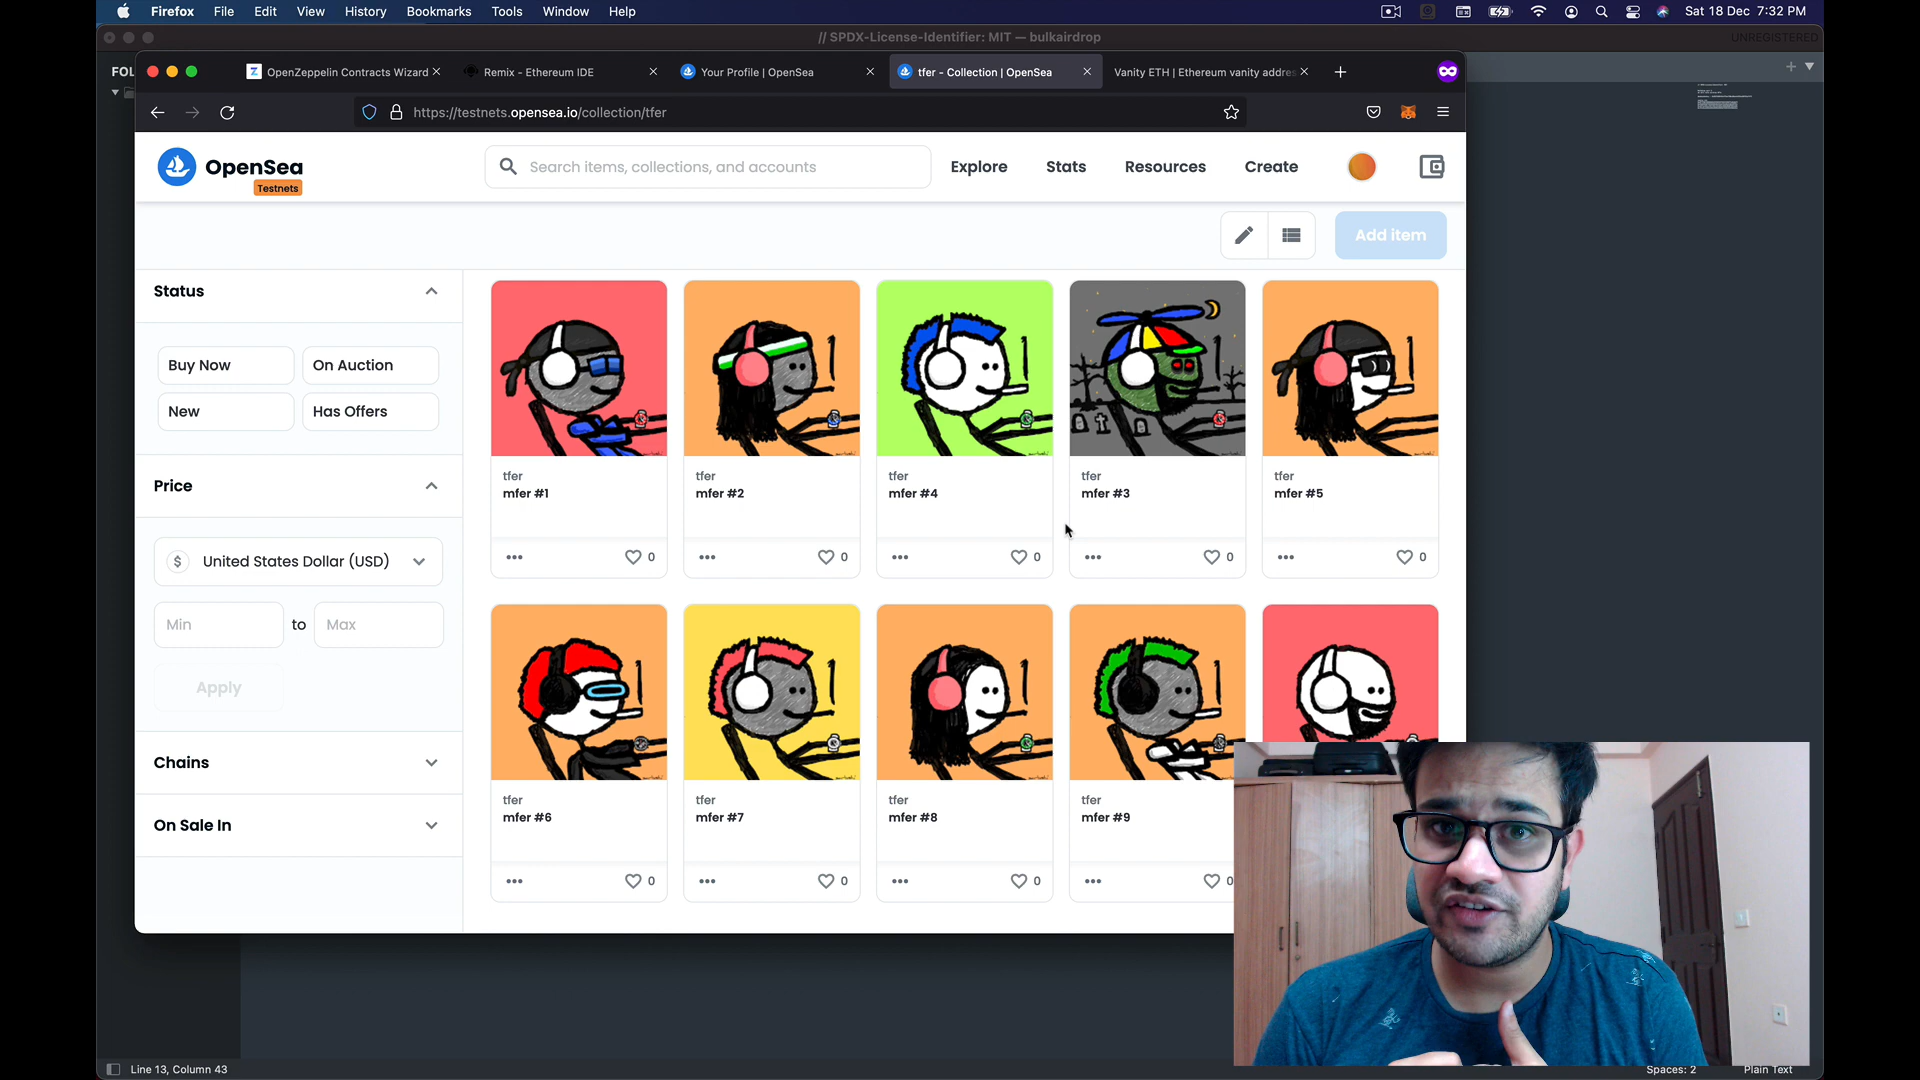 Firefox File Edit View History Bookmarks Tools Window Help Sat 18 Dec 7:32 PM
// SPDX-License-Identifier: MIT — bulkairdrop UNREGISTERED
FOL
OpenZeppelin Contracts Wizard Remix - Ethereum IDE Your Profile | OpenSea tfer - Collection | OpenSea Vanity ETH | Ethereum vanity addre
https://testnets.opensea.io/collection/tfer
OpenSea
Testnets
Search items, collections, and accounts
Explore Stats Resources Create
Add item
Status
Buy Now On Auction
New Has Offers
Price
$ United States Dollar (USD)
Min to Max
Apply
Chains
On Sale In
tfer tfer tfer tfer tfer
mfer #1 mfer #2 mfer #4 mfer #3 mfer #5
0 0 0 0 0
tfer tfer tfer tfer
mfer #6 mfer #7 mfer #8 mfer #9
0 0 0 0
Line 13, Column 43 Spaces: 2 Plain Text